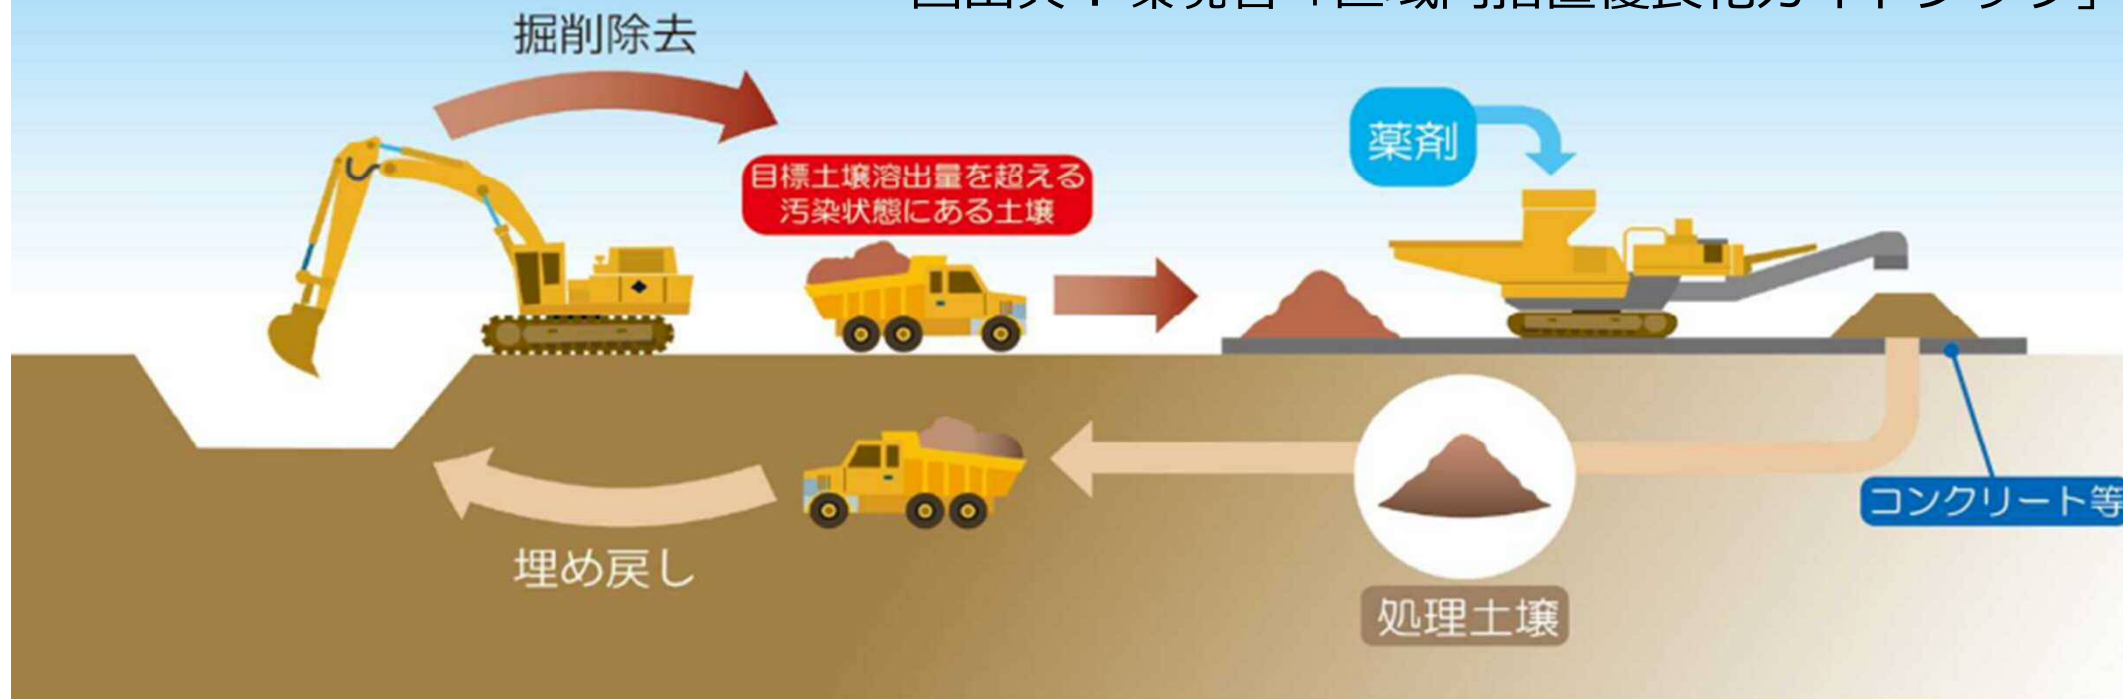 掘削除去
目標土壌溶出量を超える
汚染状態にある土壌
薬剤
コンクリート等
埋め戻し
処理土壌